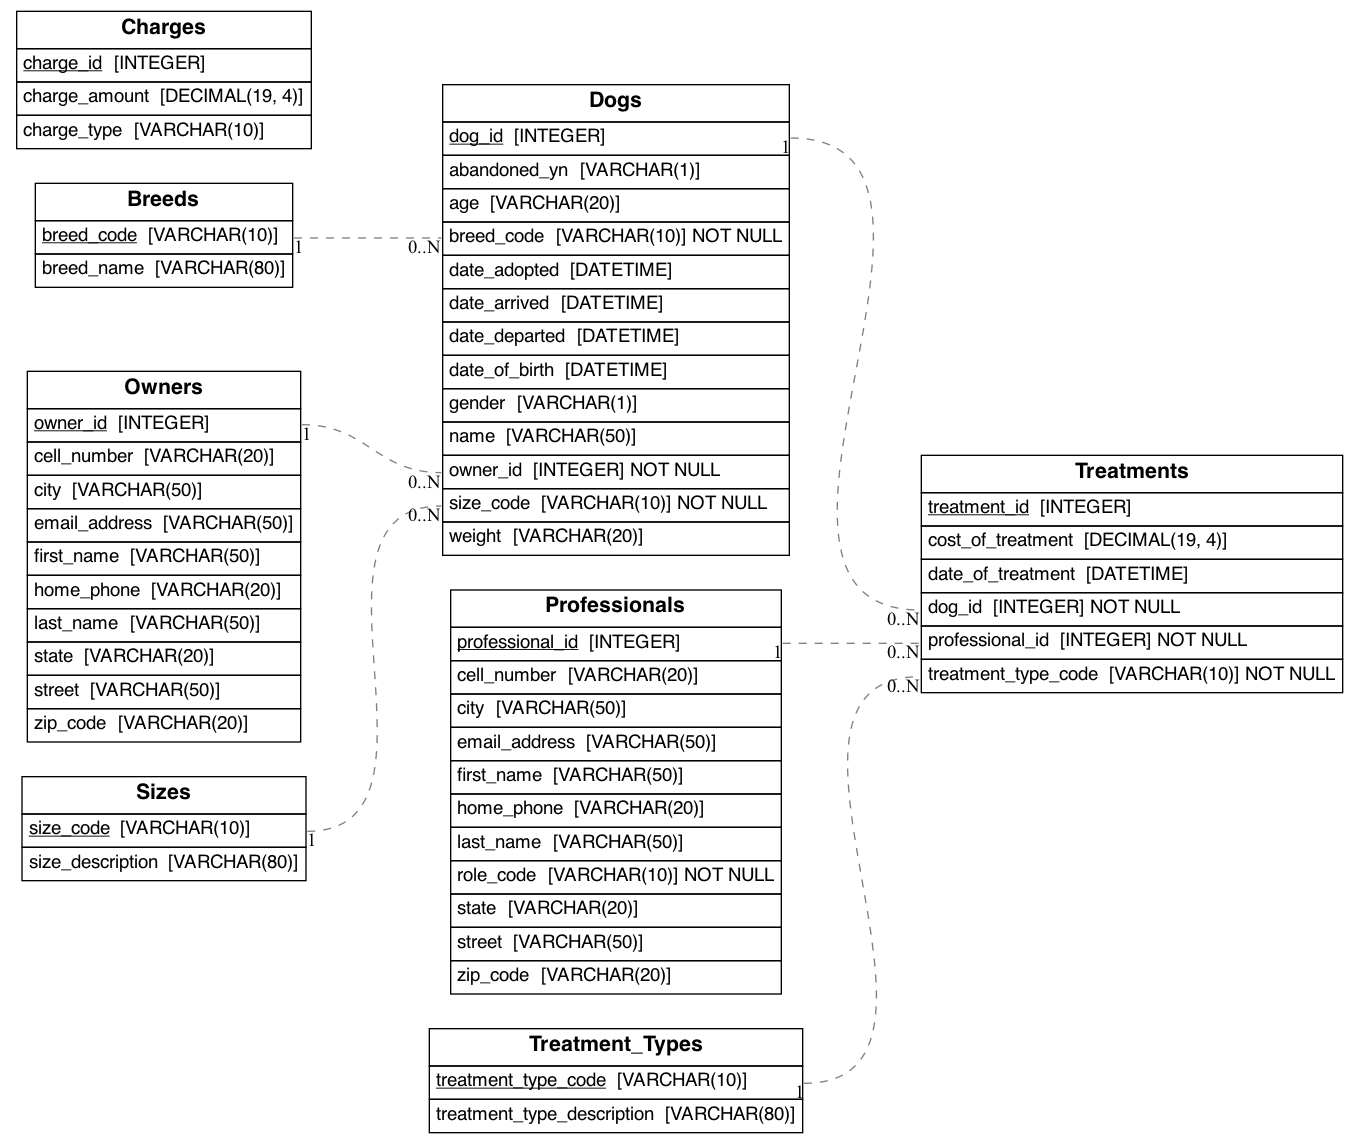 Charges
charge_id [INTEGER]
charge_amount [DECIMAL(19, 4)]
charge_type [VARCHAR(10)]
Breeds
breed_code [VARCHAR(10)]
breed_name [VARCHAR(80)]
1
0..N
Owners
owner_id [INTEGER]
cell_number [VARCHAR(20)]
city [VARCHAR(50)]
email_address [VARCHAR(50)]
first_name [VARCHAR(50)]
home_phone [VARCHAR(20)]
last_name [VARCHAR(50)]
state [VARCHAR(20)]
street [VARCHAR(50)]
zip_code [VARCHAR(20)]
1
0..N
Sizes
size_code [VARCHAR(10)]
size_description [VARCHAR(80)]
1
0..N
Dogs
dog_id [INTEGER]
abandoned_yn [VARCHAR(1)]
age [VARCHAR(20)]
breed_code [VARCHAR(10)] NOT NULL
date_adopted [DATETIME]
date_arrived [DATETIME]
date_departed [DATETIME]
date_of_birth [DATETIME]
gender [VARCHAR(1)]
name [VARCHAR(50)]
owner_id [INTEGER] NOT NULL
size_code [VARCHAR(10)] NOT NULL
weight [VARCHAR(20)]
1
0..N
Professionals
professional_id [INTEGER]
cell_number [VARCHAR(20)]
city [VARCHAR(50)]
email_address [VARCHAR(50)]
first_name [VARCHAR(50)]
home_phone [VARCHAR(20)]
last_name [VARCHAR(50)]
role_code [VARCHAR(10)] NOT NULL
state [VARCHAR(20)]
street [VARCHAR(50)]
zip_code [VARCHAR(20)]
1
0..N
Treatment_Types
treatment_type_code [VARCHAR(10)]
treatment_type_description [VARCHAR(80)]
1
0..N
Treatments
treatment_id [INTEGER]
cost_of_treatment [DECIMAL(19, 4)]
date_of_treatment [DATETIME]
dog_id [INTEGER] NOT NULL
professional_id [INTEGER] NOT NULL
treatment_type_code [VARCHAR(10)] NOT NULL